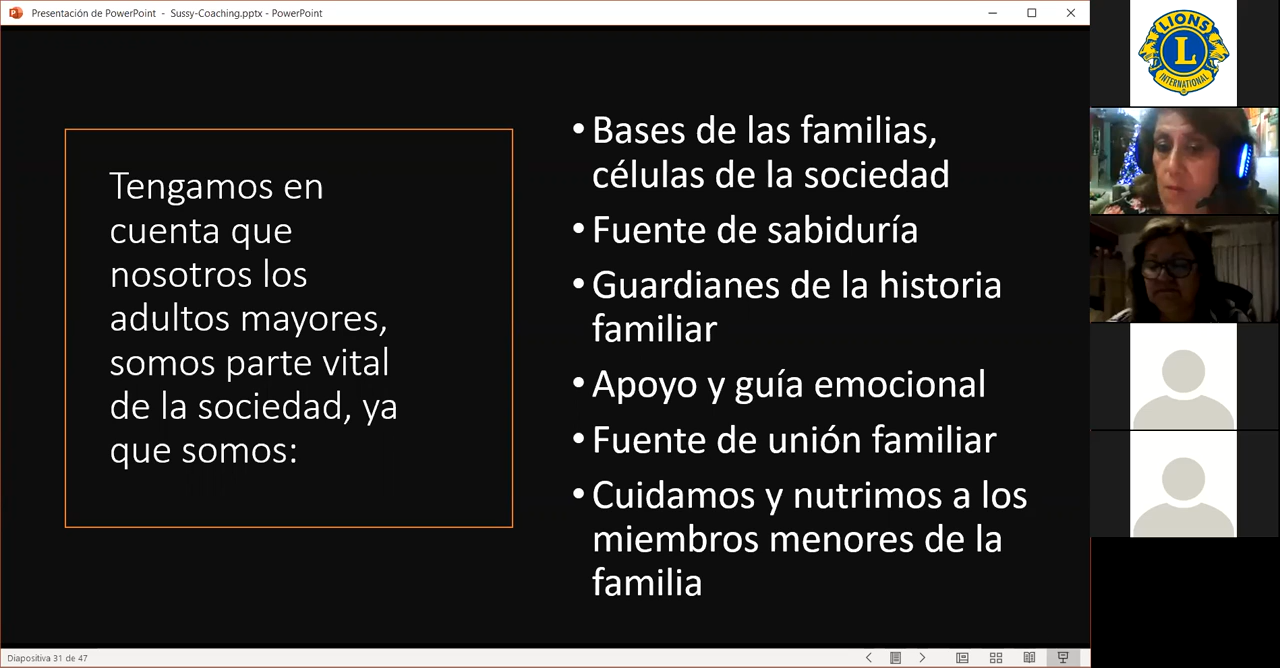 Presentación de PowerPoint - Sussy-Coaching.pptx - PowerPoint
Tengamos en
cuenta que
nosotros los
adultos mayores,
somos parte vital
de la sociedad, ya
que somos:
• Bases de las familias,
células de la sociedad
• Fuente de sabiduría
• Guardianes de la historia
familiar
• Apoyo y guía emocional
• Fuente de unión familiar
• Cuidamos y nutrimos a los
miembros menores de la
familia
Diapositiva 31 de 47
LIONS
L
INTERNATIONAL